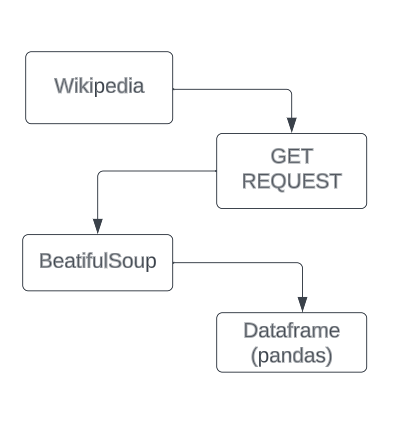 Wikipedia
GET
REQUEST
BeatifulSoup
Dataframe
(pandas)